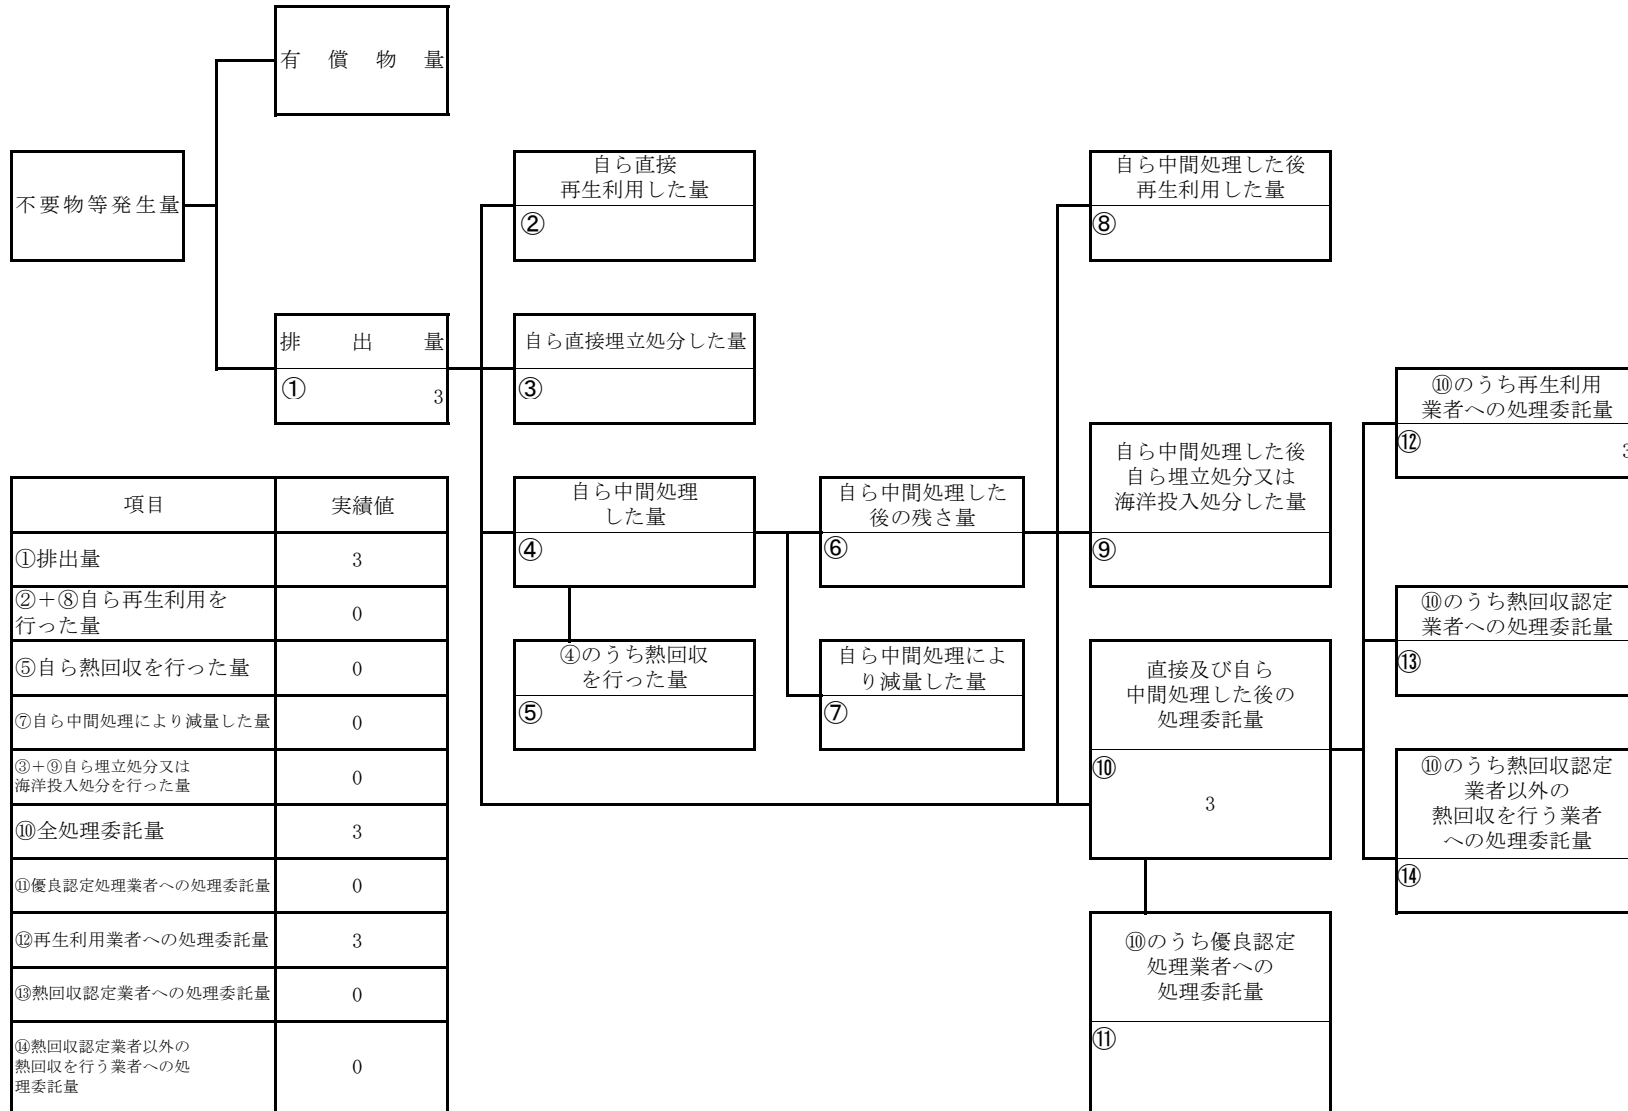 有償物量
不要物等発生量
排出量
①
3
自ら直接
再生利用した量
②
自ら直接埋立処分した量
③
自ら中間処理
した量
④
④のうち熱回収
を行った量
⑤
自ら中間処理した
後の残さ量
⑥
自ら中間処理によ
り減量した量
⑦
自ら中間処理した後
再生利用した量
⑧
自ら中間処理した後
自ら埋立処分又は
海洋投入処分した量
⑨
直接及び自ら
中間処理した後の
処理委託量
⑩
3
⑩のうち優良認定
処理業者への
処理委託量
⑪
⑩のうち再生利用
業者への処理委託量
⑫
3
⑩のうち熱回収認定
業者への処理委託量
⑬
⑩のうち熱回収認定
業者以外の
熱回収を行う業者
への処理委託量
⑭
項目 実績値
①排出量 3
②+⑧自ら再生利用を
行った量 0
⑤自ら熱回収を行った量 0
⑦自ら中間処理により減量した量 0
③+⑨自ら埋立処分又は
海洋投入処分を行った量 0
⑩全処理委託量 3
⑪優良認定処理業者への処理委託量 0
⑫再生利用業者への処理委託量 3
⑬熱回収認定業者への処理委託量 0
⑭熱回収認定業者以外の
熱回収を行う業者への処
理委託量 0